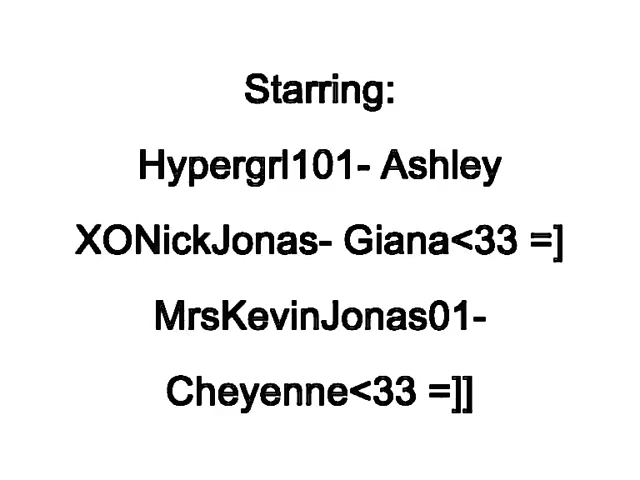 Starring:
Hypergrl101- Ashley
XONickJonas- Giana<33 =]
MrsKevinJonas01-
Cheyenne<33 =]]